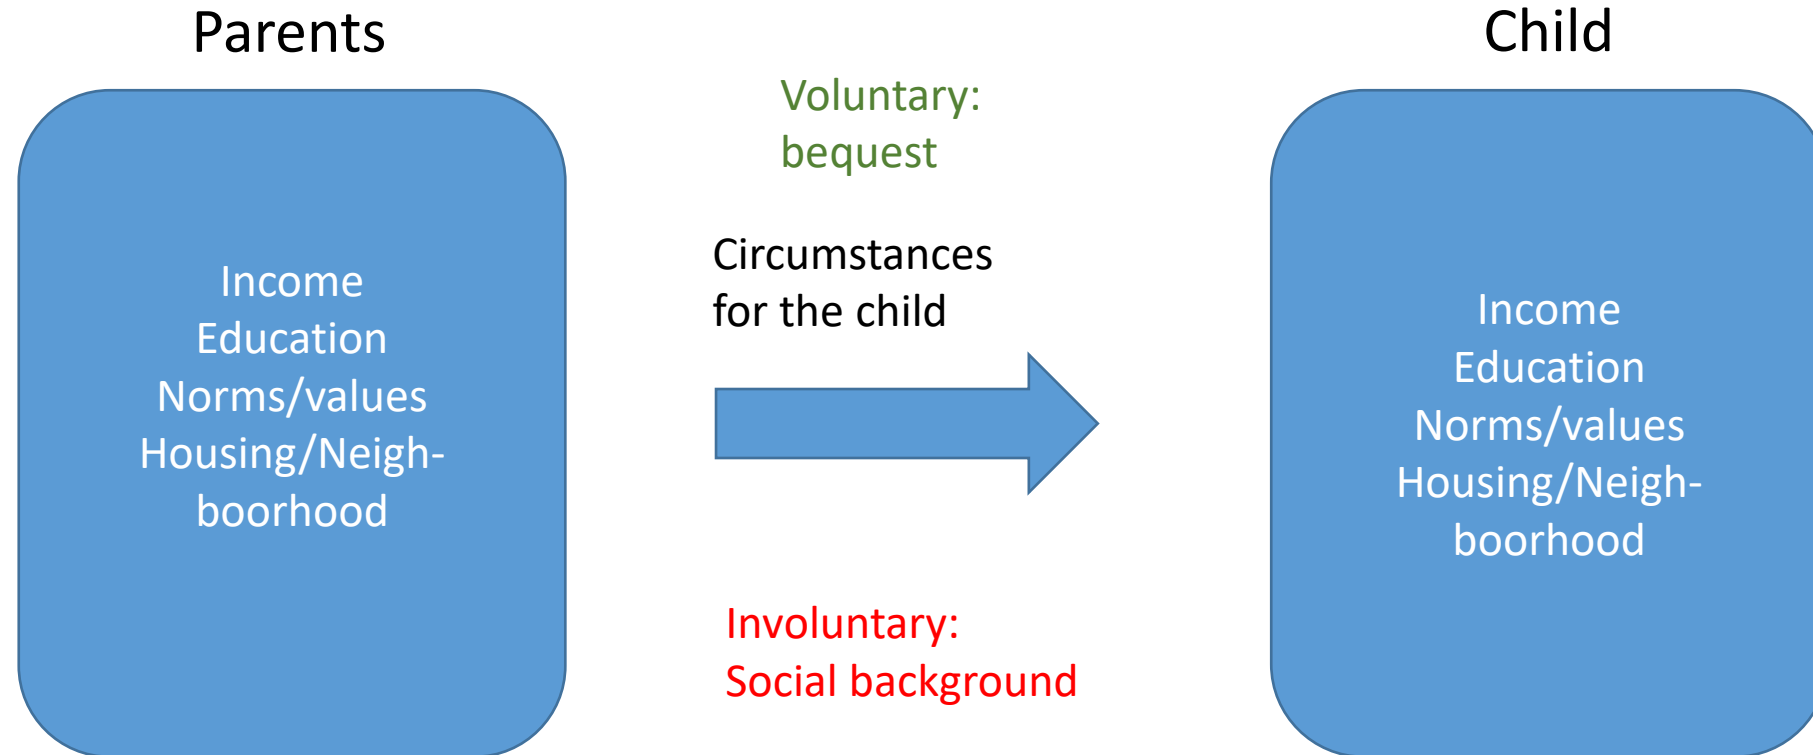 Parents
Income
Education
Norms/values
Housing/Neigh-
boorhood
Voluntary:
bequest
Circumstances
for the child
Involuntary:
Social background
Child
Income
Education
Norms/values
Housing/Neigh-
boorhood